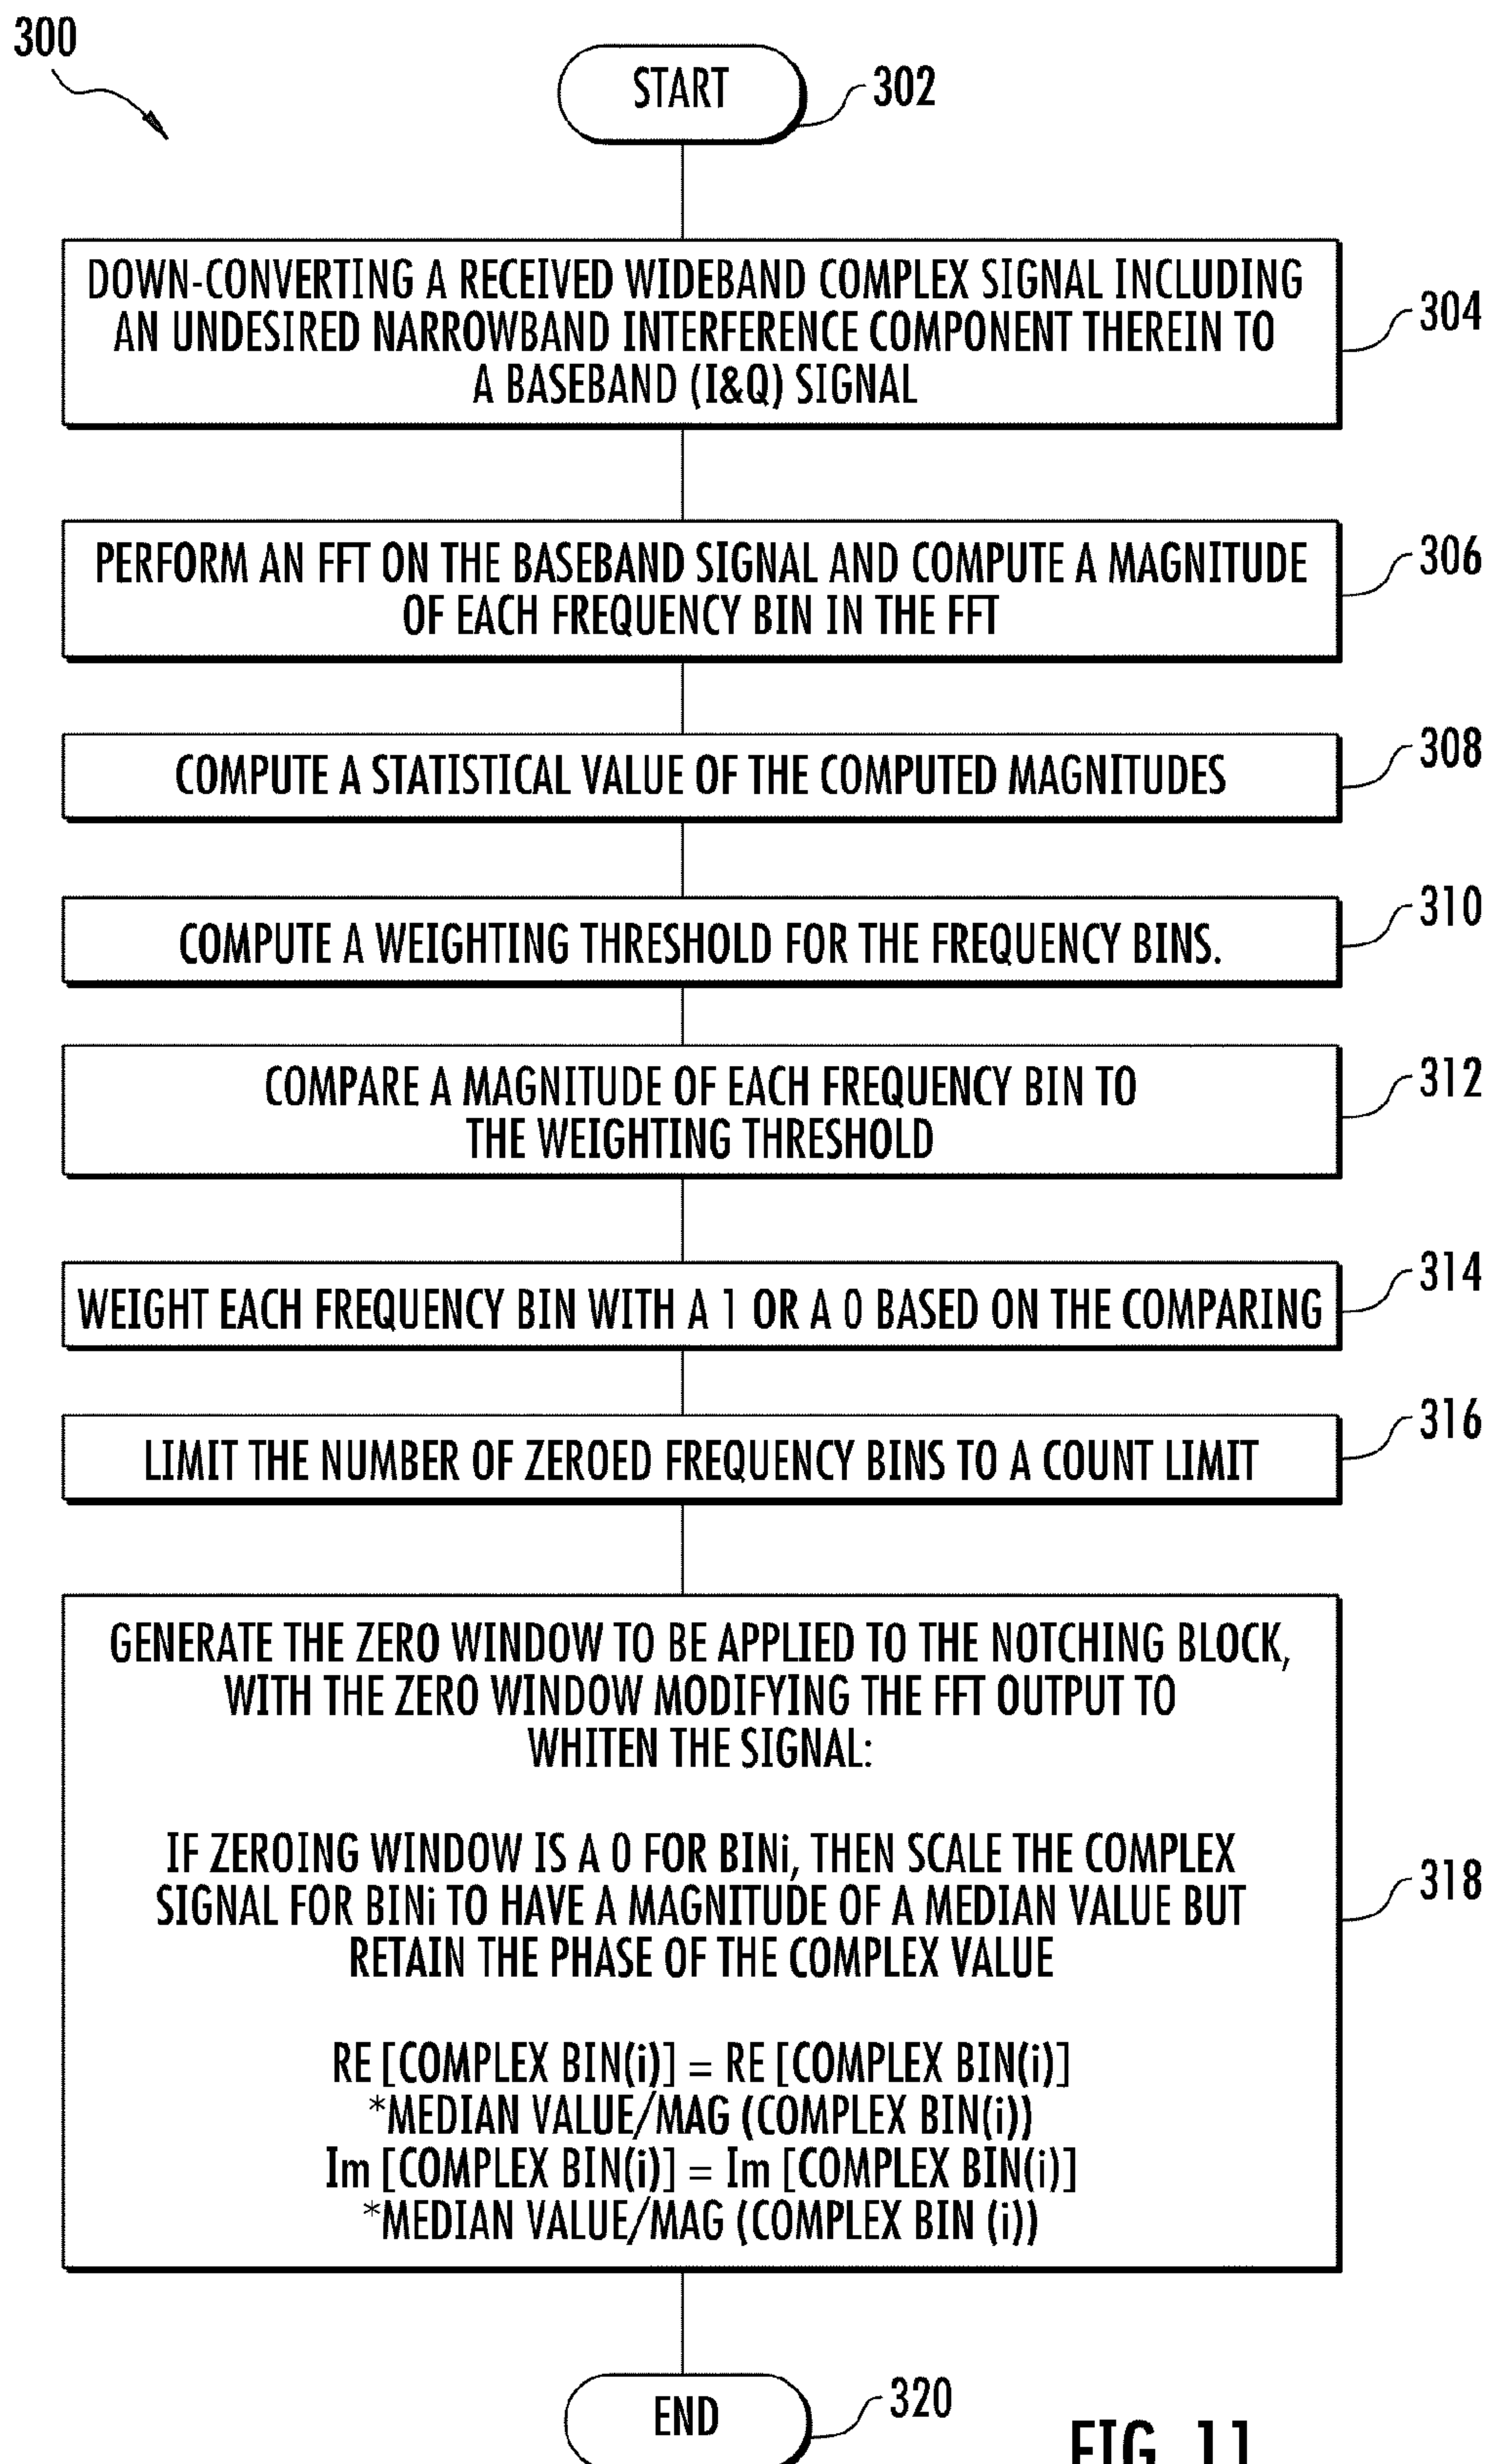 300
START
302
DOWN-CONVERTING A RECEIVED WIDEBAND COMPLEX SIGNAL INCLUDING
AN UNDESIRED NARROWBAND INTERFERENCE COMPONENT THEREIN TO
A BASEBAND (I&Q) SIGNAL
304
PERFORM AN FFT ON THE BASEBAND SIGNAL AND COMPUTE A MAGNITUDE
OF EACH FREQUENCY BIN IN THE FFT
306
COMPUTE A STATISTICAL VALUE OF THE COMPUTED MAGNITUDES
308
COMPUTE A WEIGHTING THRESHOLD FOR THE FREQUENCY BINS.
310
COMPARE A MAGNITUDE OF EACH FREQUENCY BIN TO
THE WEIGHTING THRESHOLD
312
WEIGHT EACH FREQUENCY BIN WITH A 1 OR A 0 BASED ON THE COMPARING
314
LIMIT THE NUMBER OF ZEROED FREQUENCY BINS TO A COUNT LIMIT
316
GENERATE THE ZERO WINDOW TO BE APPLIED TO THE NOTCHING BLOCK,
WITH THE ZERO WINDOW MODIFYING THE FFT OUTPUT TO
WHITEN THE SIGNAL:
IF ZEROING WINDOW IS A 0 FOR BINi, THEN SCALE THE COMPLEX
SIGNAL FOR BINi TO HAVE A MAGNITUDE OF A MEDIAN VALUE BUT
RETAIN THE PHASE OF THE COMPLEX VALUE
RE [COMPLEX BIN(i)] = RE [COMPLEX BIN(i)]
*MEDIAN VALUE/MAG (COMPLEX BIN(i))
Im [COMPLEX BIN(i)] = Im [COMPLEX BIN(i)]
*MEDIAN VALUE/MAG (COMPLEX BIN (i))
318
END
320
FIG. 11